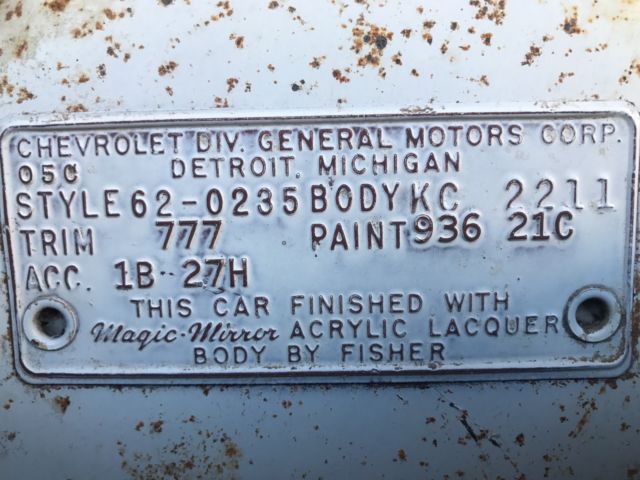 CHEVROLET DIV. GENERAL MOTORS CORP.
05C DETROIT, MICHIGAN
STYLE 62-0235 BODY KC 2211
TRIM 777 PAINT 936 21C
ACC. 1B-27H
THIS CAR FINISHED WITH
Magic-Mirror ACRYLIC LACQUER
BODY BY FISHER